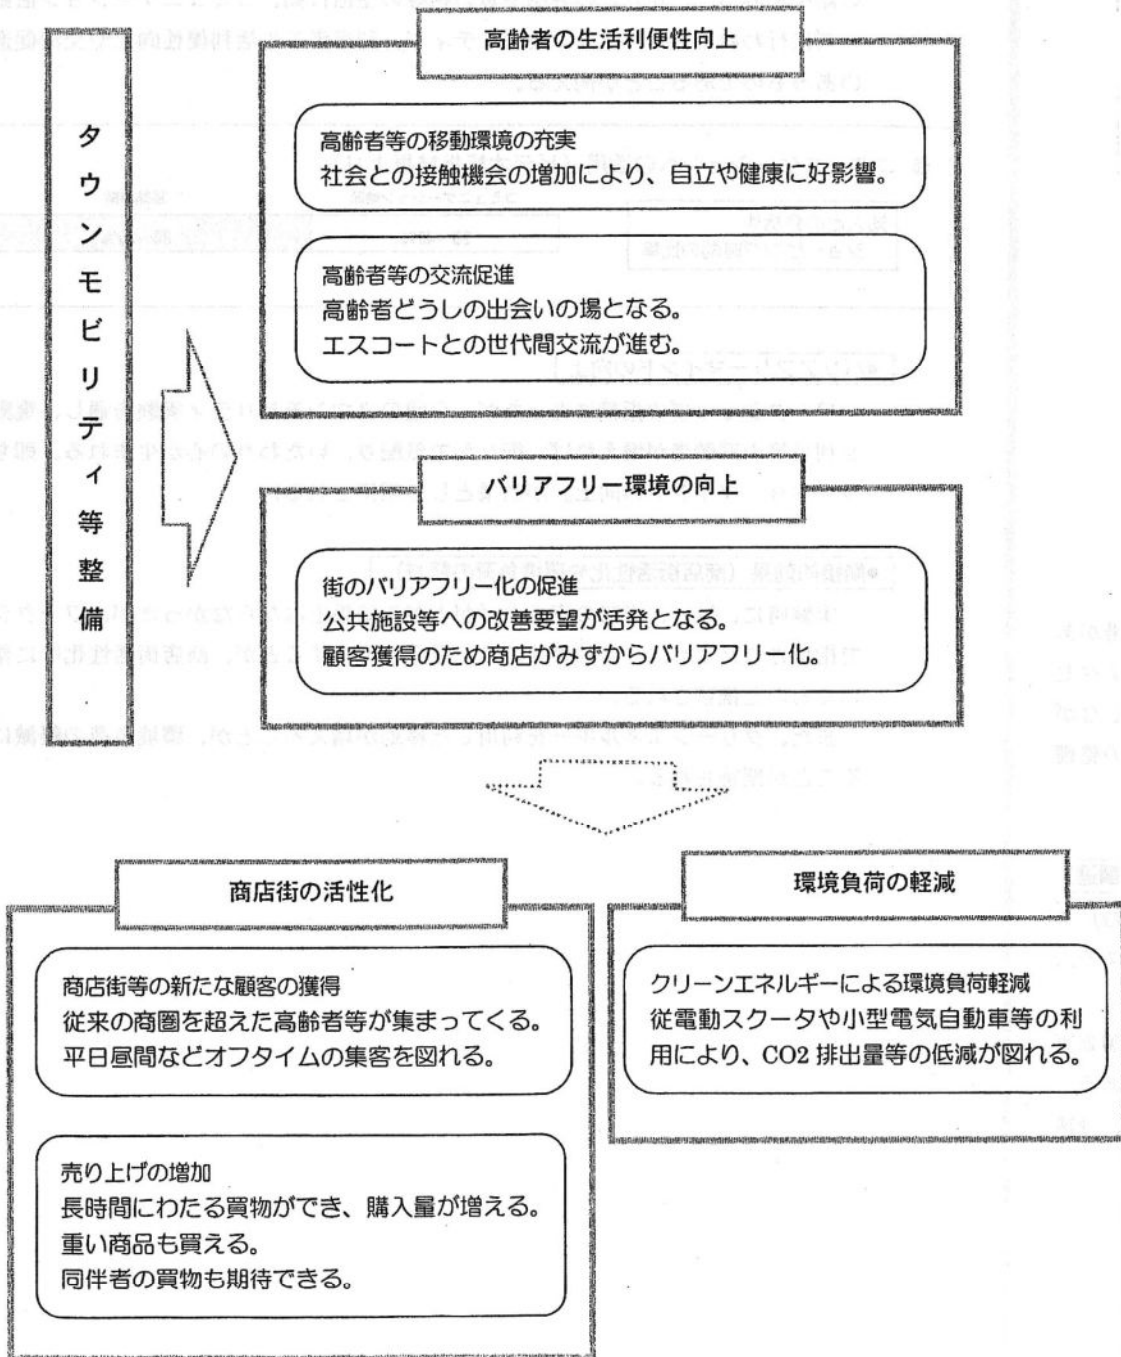 タウンモビリティ等整備
高齢者の生活利便性向上
高齢者等の移動環境の充実
社会との接触機会の増加により、自立や健康に好影響。
高齢者等の交流促進
高齢者どうしの出会いの場となる。
エスコートとの世代間交流が進む。
バリアフリー環境の向上
街のバリアフリー化の促進
公共施設等への改善要望が活発となる。
顧客獲得のため商店がみずからバリアフリー化。
商店街の活性化
商店街等の新たな顧客の獲得
従来の商圏を超えた高齢者等が集まってくる。
平日昼間などオフタイムの集客を図れる。
売り上げの増加
長時間にわたる買物ができ、購入量が増える。
重い商品も買える。
同伴者の買物も期待できる。
環境負荷の軽減
クリーンエネルギーによる環境負荷軽減
従電動スクータや小型電気自動車等の利
用により、CO2 排出量等の低減が図れる。